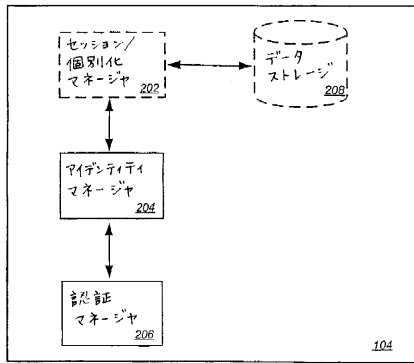 セッション/
個別化
マネージャ
202
データ
ストレージ
208
アイデンティティ
マネージャ
204
認証
マネージャ
206
104